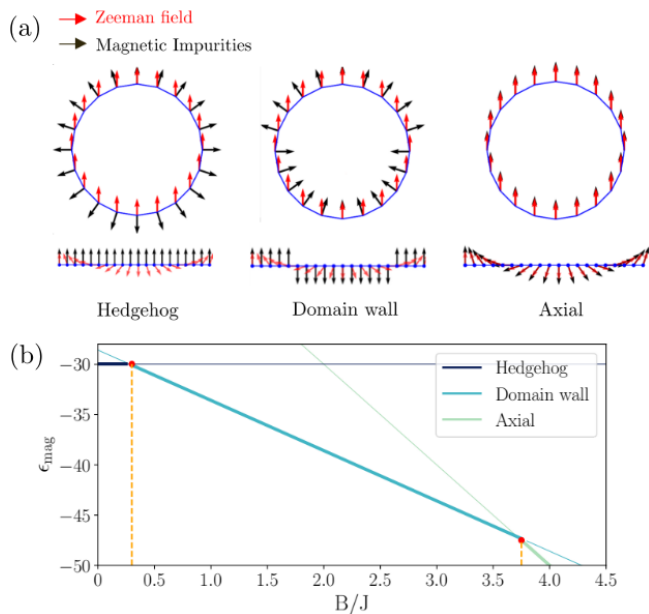 (a)
Zeeman field
Magnetic Impurities
Hedgehog
Domain wall
Axial
(b)
−30
−35
−40
−45
−50
ϵmag
Hedgehog
Domain wall
Axial
0
0.5
1.0
1.5
2.0
2.5
3.0
3.5
4.0
4.5
B/J